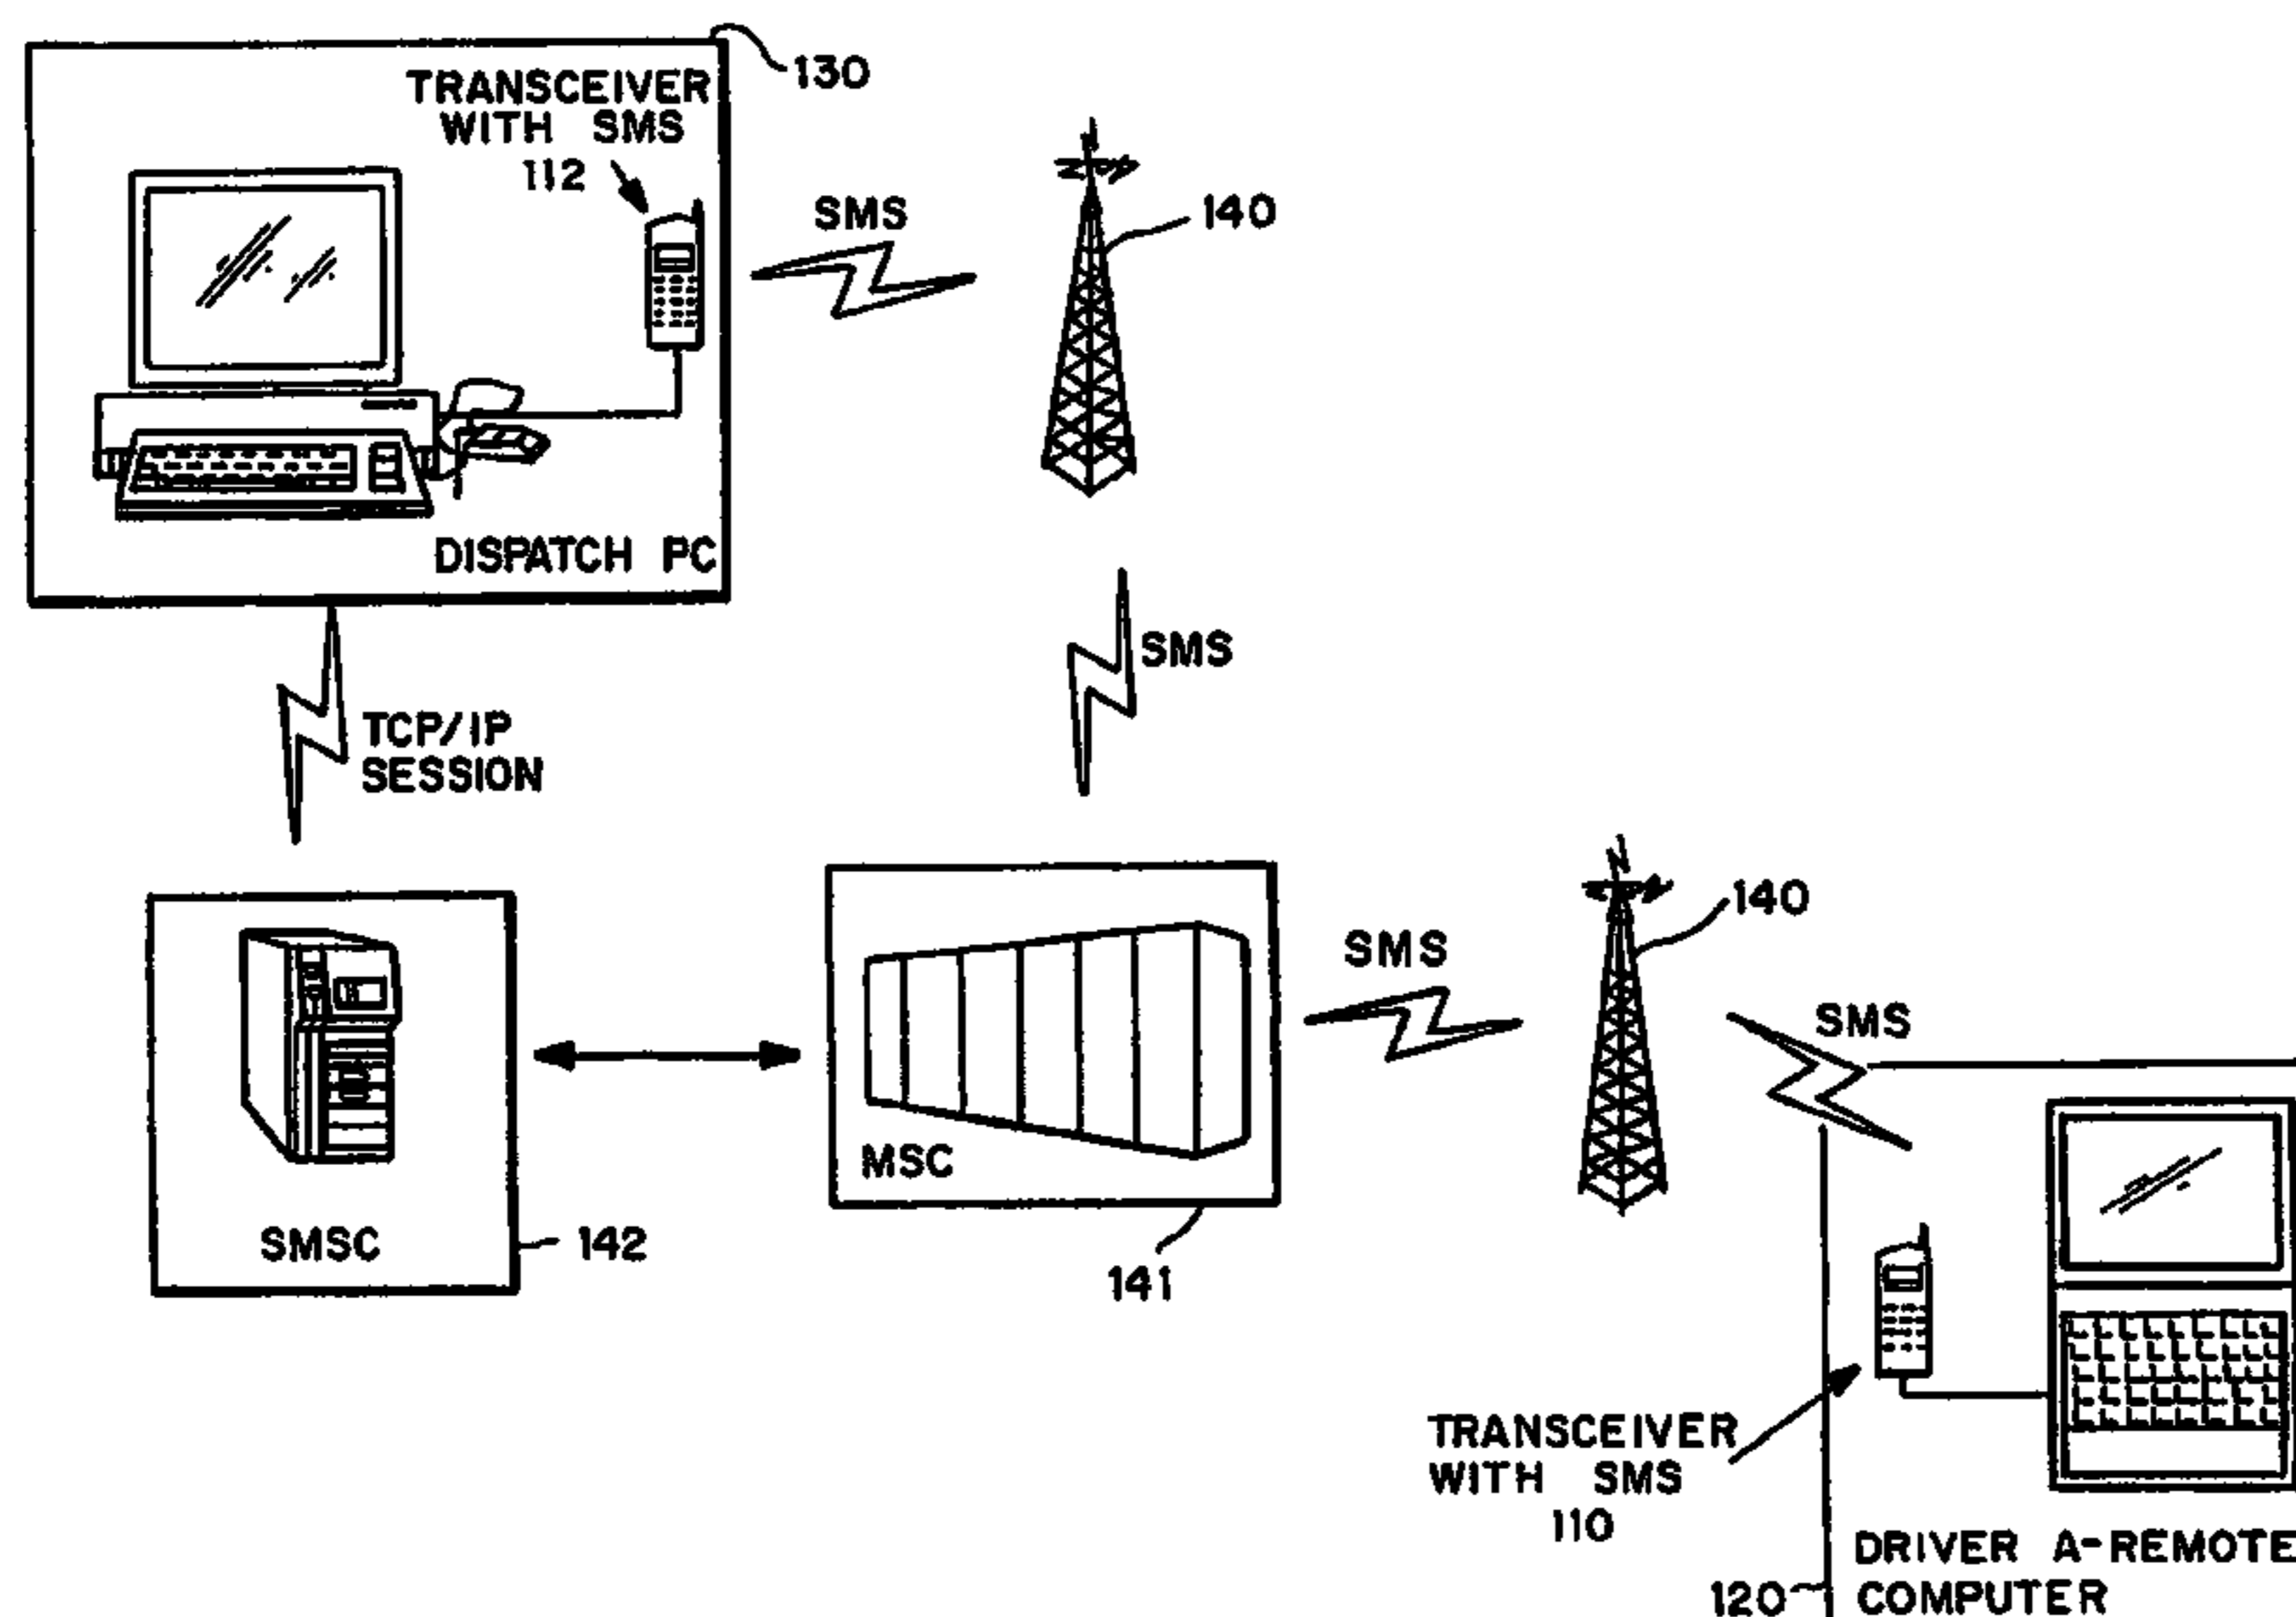 130
TRANSCEIVER
WITH SMS
112
SMS
140
DISPATCH PC
SMS
TCP/IP
SESSION
140
SMS
SMS
MSC
SMSC
142
141
TRANSCEIVER
WITH SMS
110
DRIVER A-REMOTE
COMPUTER
120